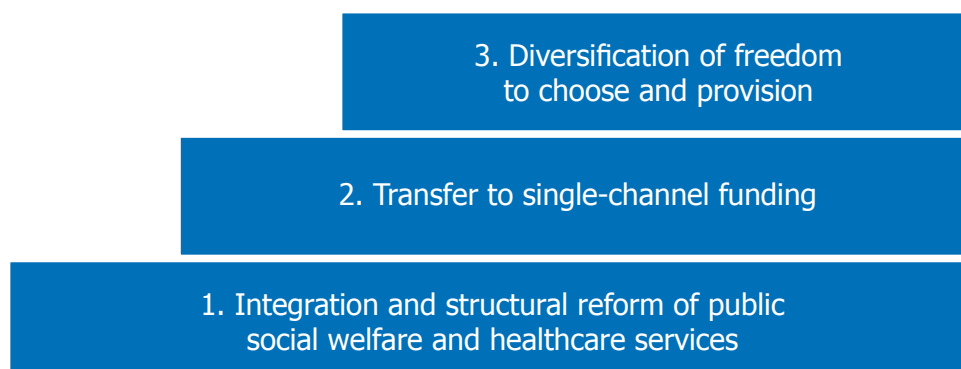 3. Diversification of freedom
to choose and provision
2. Transfer to single-channel funding
1. Integration and structural reform of public
social welfare and healthcare services